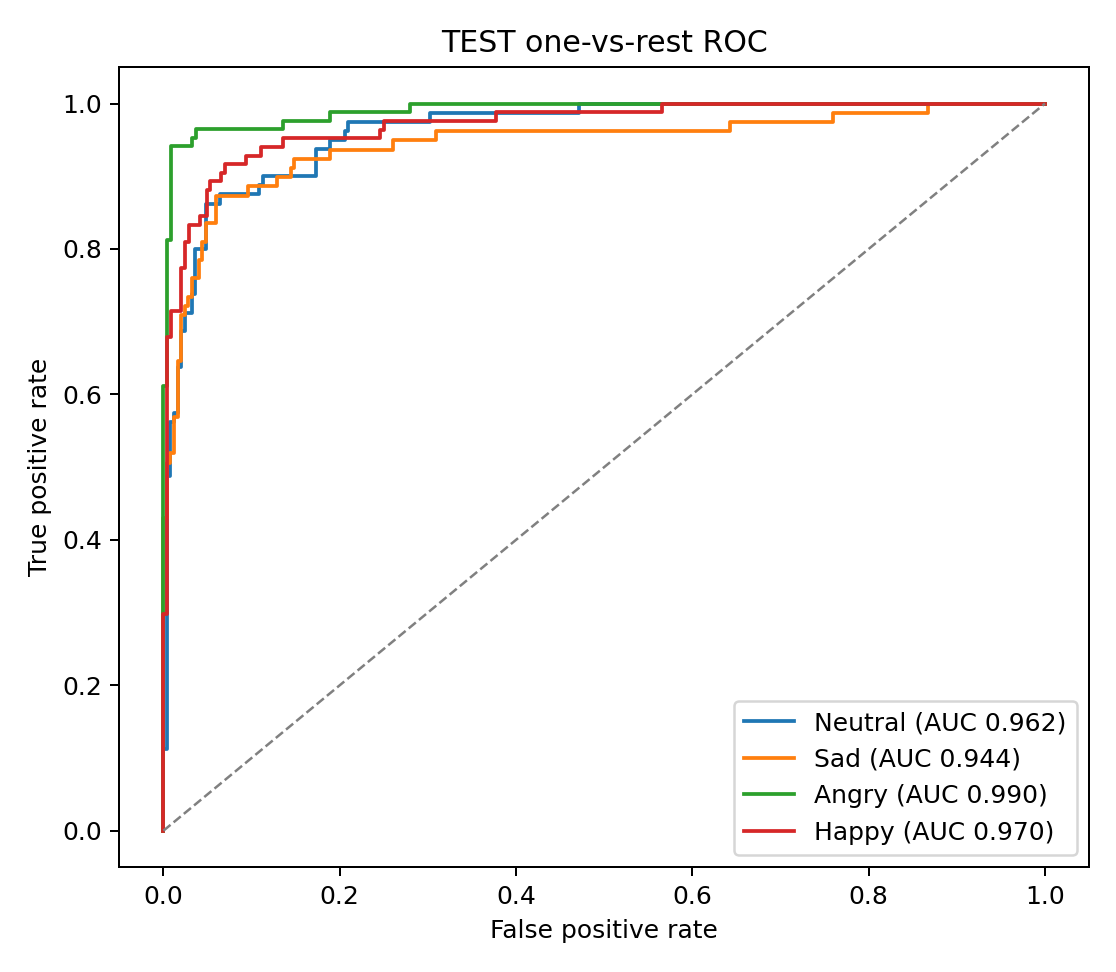 TEST one-vs-rest ROC
True positive rate
1.0
0.8
0.6
0.4
0.2
0.0
Neutral (AUC 0.962)
Sad (AUC 0.944)
Angry (AUC 0.990)
Happy (AUC 0.970)
0.0 0.2 0.4 0.6 0.8 1.0
False positive rate